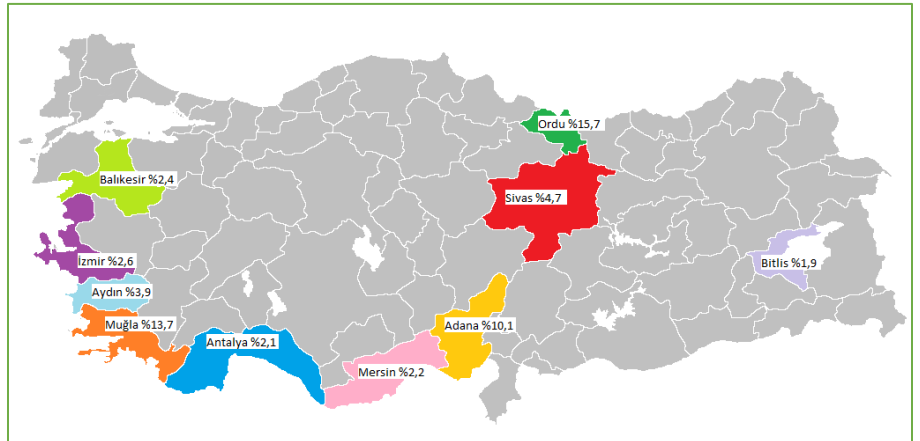 Ordu %15,7
Balıkesir %2,4
Sivas %4,7
İzmir %2,6
Bitlis %1,9
Aydın %3,9
Muğla %13,7
Adana %10,1
Antalya %2,1
Mersin %2,2